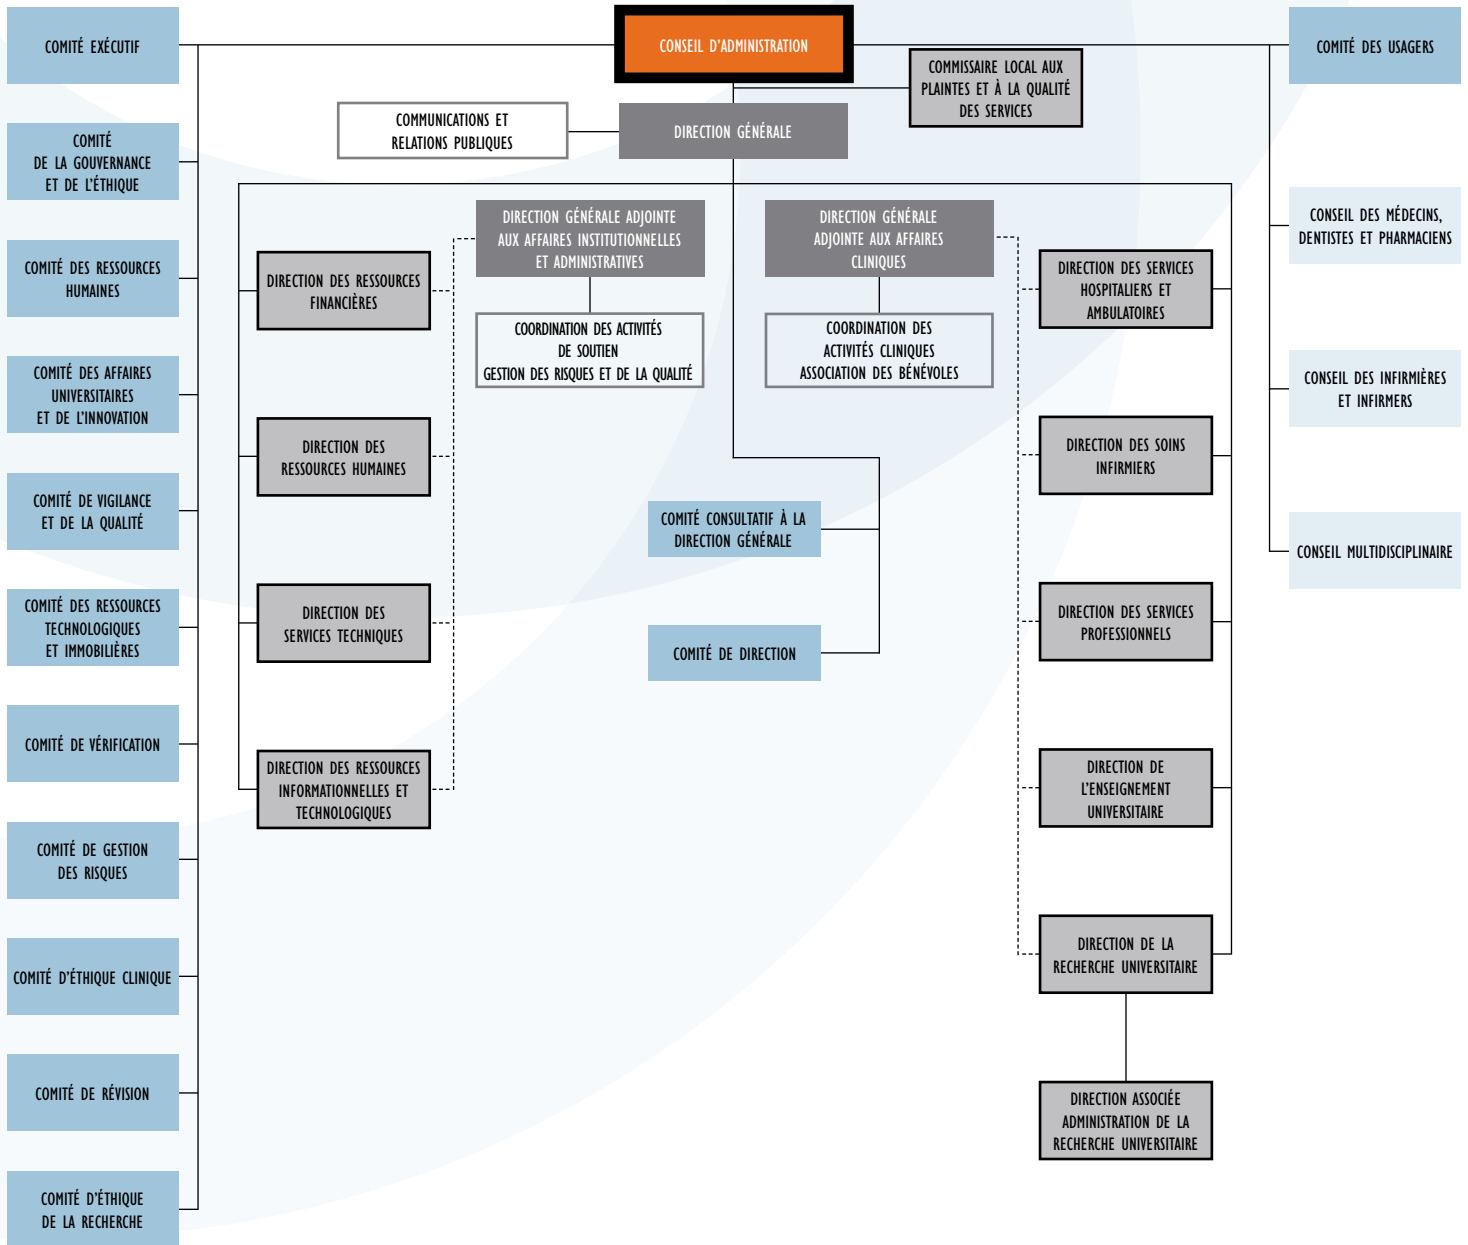 COMITÉ EXÉCUTIF
CONSEIL D'ADMINISTRATION
COMITÉ DES USAGERS
COMMISSAIRE LOCAL AUX
PLAINTES ET À LA QUALITÉ
DES SERVICES
COMMUNICATIONS ET
RELATIONS PUBLIQUES
DIRECTION GÉNÉRALE
COMITÉ
DE LA GOUVERNANCE
ET DE L'ÉTHIQUE
COMITÉ DES RESSOURCES
HUMAINES
COMITÉ DES AFFAIRES
UNIVERSITAIRES
ET DE L'INNOVATION
COMITÉ DE VIGILANCE
ET DE LA QUALITÉ
COMITÉ DES RESSOURCES
TECHNOLOGIQUES
ET IMMOBILIÈRES
COMITÉ DE VÉRIFICATION
COMITÉ DE GESTION
DES RISQUES
COMITÉ D'ÉTHIQUE CLINIQUE
COMITÉ DE RÉVISION
COMITÉ D'ÉTHIQUE
DE LA RECHERCHE
DIRECTION DES RESSOURCES
FINANCIÈRES
DIRECTION DES
RESSOURCES HUMAINES
DIRECTION DES
SERVICES TECHNIQUES
DIRECTION DES RESSOURCES
INFORMATIONNELLES ET
TECHNOLOGIQUES
DIRECTION GÉNÉRALE ADJOINTE
AUX AFFAIRES INSTITUTIONNELLES
ET ADMINISTRATIVES
COORDINATION DES ACTIVITÉS
DE SOUTIEN
GESTION DES RISQUES ET DE LA QUALITÉ
DIRECTION GÉNÉRALE
ADJOINTE AUX AFFAIRES
CLINIQUES
COORDINATION DES
ACTIVITÉS CLINIQUES
ASSOCIATION DES BÉNÉVOLES
COMITÉ CONSULTATIF À LA
DIRECTION GÉNÉRALE
COMITÉ DE DIRECTION
DIRECTION DES SERVICES
HOSPITALIERS ET
AMBULATOIRES
DIRECTION DES SOINS
INFIRMIERS
DIRECTION DES SERVICES
PROFESSIONNELS
DIRECTION DE
L'ENSEIGNEMENT
UNIVERSITAIRE
DIRECTION DE LA
RECHERCHE UNIVERSITAIRE
DIRECTION ASSOCIÉE
ADMINISTRATION DE LA
RECHERCHE UNIVERSITAIRE
CONSEIL DES MÉDECINS,
DENTISTES ET PHARMACIENS
CONSEIL DES INFIRMIÈRES
ET INFIRMERS
CONSEIL MULTIDISCIPLINAIRE